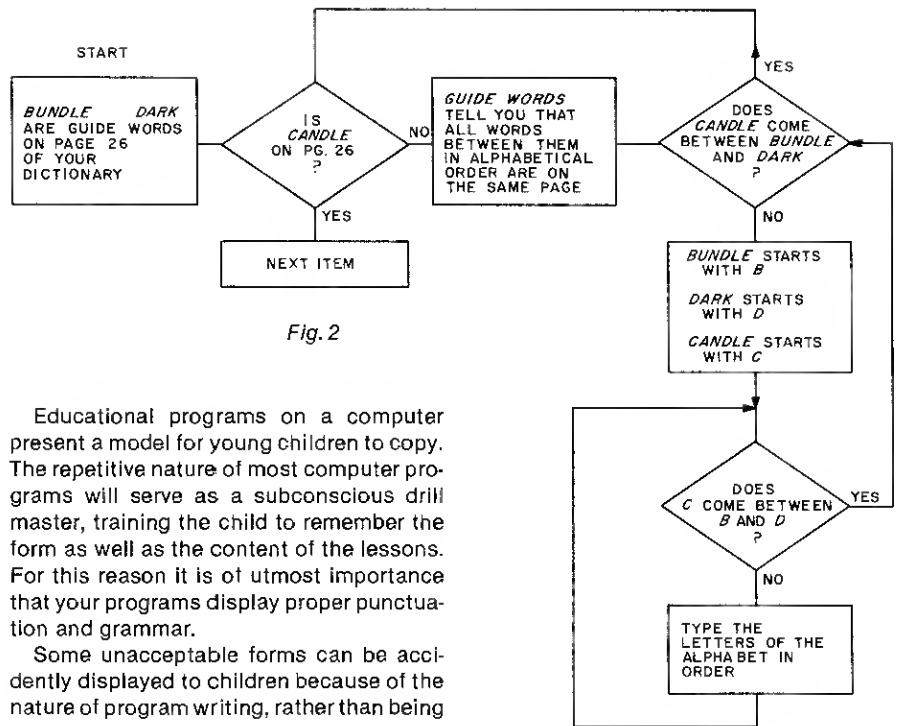 START
BUNDLE DARK
ARE GUIDE WORDS
ON PAGE 26
OF YOUR
DICTIONARY
IS
CANDLE
ON PG. 26
?
NO
YES
NEXT ITEM
GUIDE WORDS
TELL YOU THAT
ALL WORDS
BETWEEN THEM
IN ALPHABETICAL
ORDER ARE ON
THE SAME PAGE
YES
DOES
CANDLE COME
BETWEEN BUNDLE
AND DARK
?
NO
BUNDLE STARTS
WITH B
DARK STARTS
WITH D
CANDLE STARTS
WITH C
DOES
C COME BETWEEN
B AND D
?
YES
NO
TYPE THE
LETTERS OF THE
ALPHABET IN
ORDER
Fig. 2
Educational programs on a computer
present a model for young children to copy.
The repetitive nature of most computer pro-
grams will serve as a subconscious drill
master, training the child to remember the
form as well as the content of the lessons.
For this reason it is of utmost importance
that your programs display proper punctua-
tion and grammar.
Some unacceptable forms can be acci-
dently displayed to children because of the
nature of program writing, rather than being